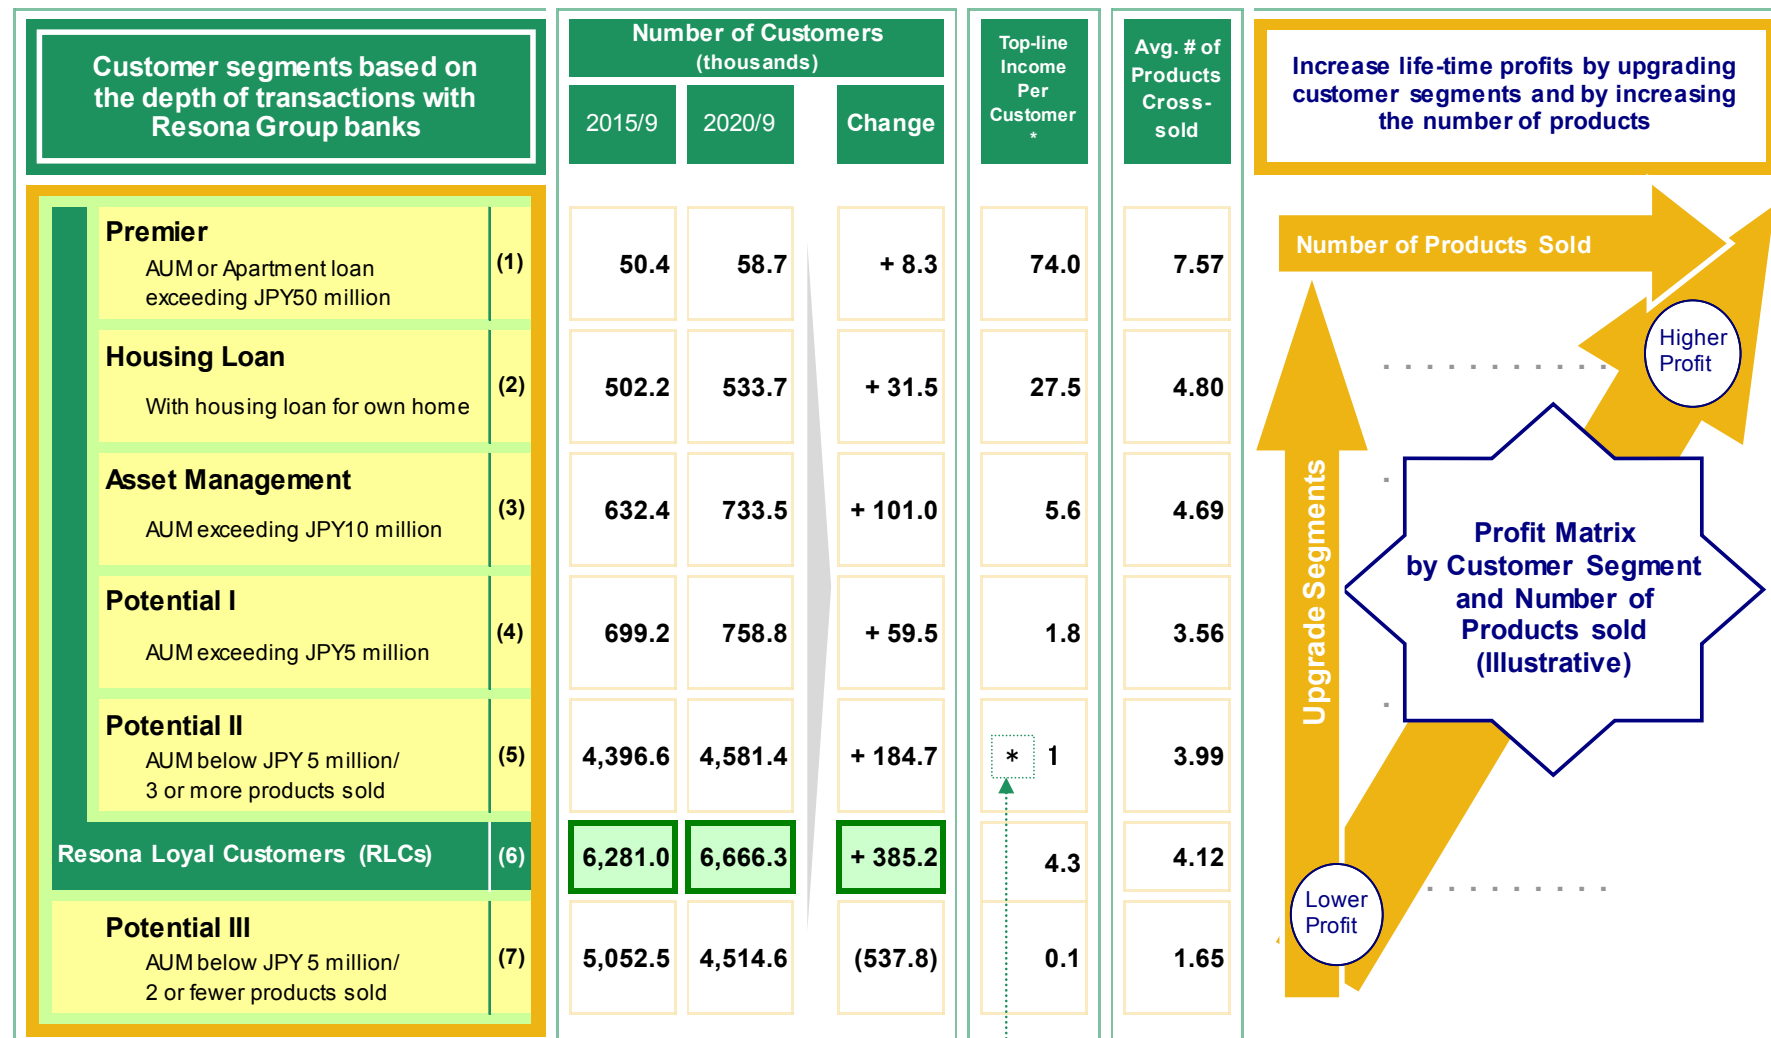 Customer segments based on
the depth of transactions with
Resona Group banks
Number of Customers
(thousands)
2015/9 2020/9 Change
Top-line
Income
Per
Customer
*
Avg. # of
Products
Cross-
sold
Increase life-time profits by upgrading
customer segments and by increasing
the number of products
Premier
AUM or Apartment loan
exceeding JPY50 million
(1) 50.4 58.7 + 8.3 74.0 7.57
Housing Loan
With housing loan for own home
(2) 502.2 533.7 + 31.5 27.5 4.80
Asset Management
AUM exceeding JPY10 million
(3) 632.4 733.5 + 101.0 5.6 4.69
Potential I
AUM exceeding JPY5 million
(4) 699.2 758.8 + 59.5 1.8 3.56
Potential II
AUM below JPY 5 million/
3 or more products sold
(5) 4,396.6 4,581.4 + 184.7 * 1 3.99
Resona Loyal Customers (RLCs) (6) 6,281.0 6,666.3 + 385.2 4.3 4.12
Potential III
AUM below JPY 5 million/
2 or fewer products sold
(7) 5,052.5 4,514.6 (537.8) 0.1 1.65
Number of Products Sold
Upgrade Segments
Higher
Profit
Profit Matrix
by Customer Segment
and Number of
Products sold
(Illustrative)
Lower
Profit